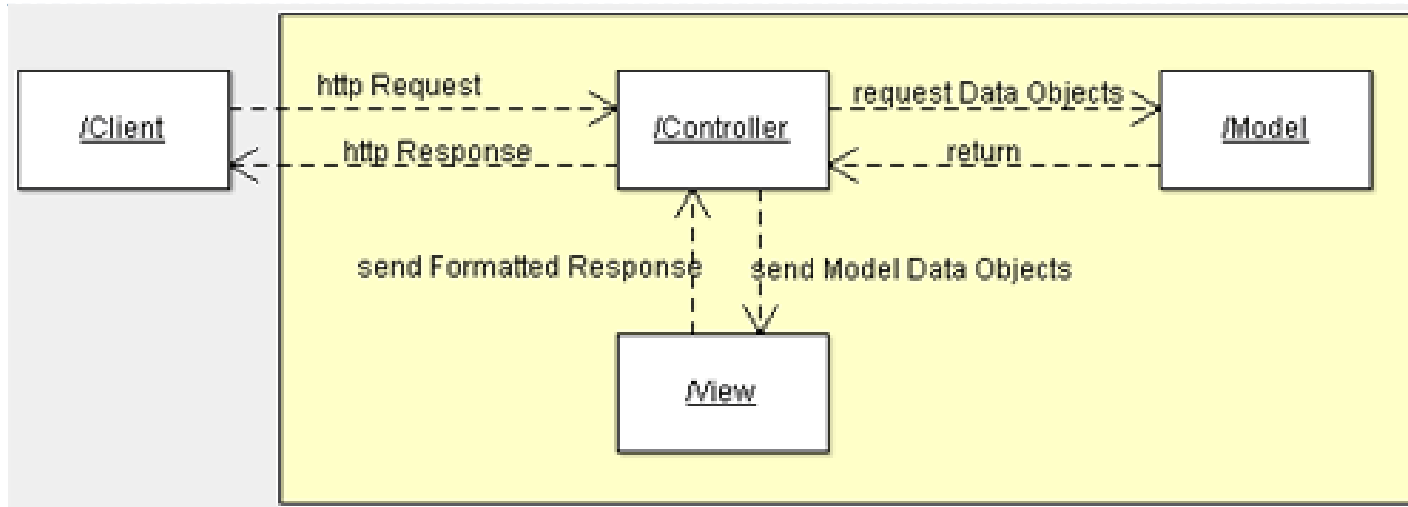 http Request
request Data Objects
/Client
/Controller
/Model
http Response
return
send Formatted Response
send Model Data Objects
/View